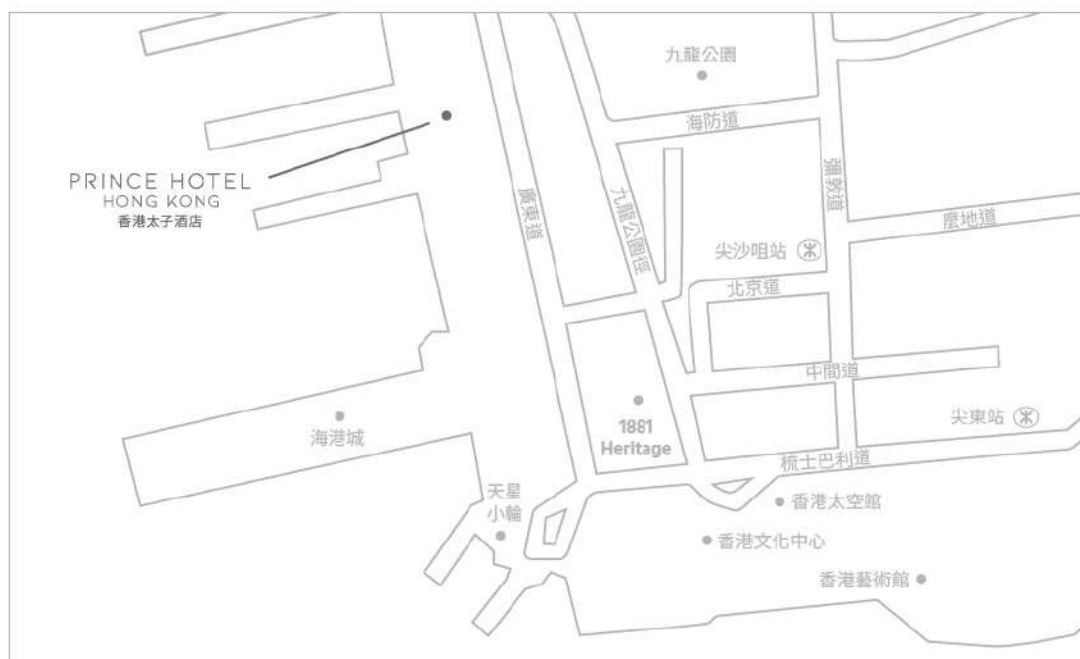 九龍公園
海防道
PRINCE HOTEL
HONG KONG
香港太子酒店
廣東道
九龍公園徑
彌敦道
麼地道
尖沙咀站
北京道
中間道
海港城
1881
Heritage
尖東站
梳士巴利道
天星
小輪
香港太空館
香港文化中心
香港藝術館